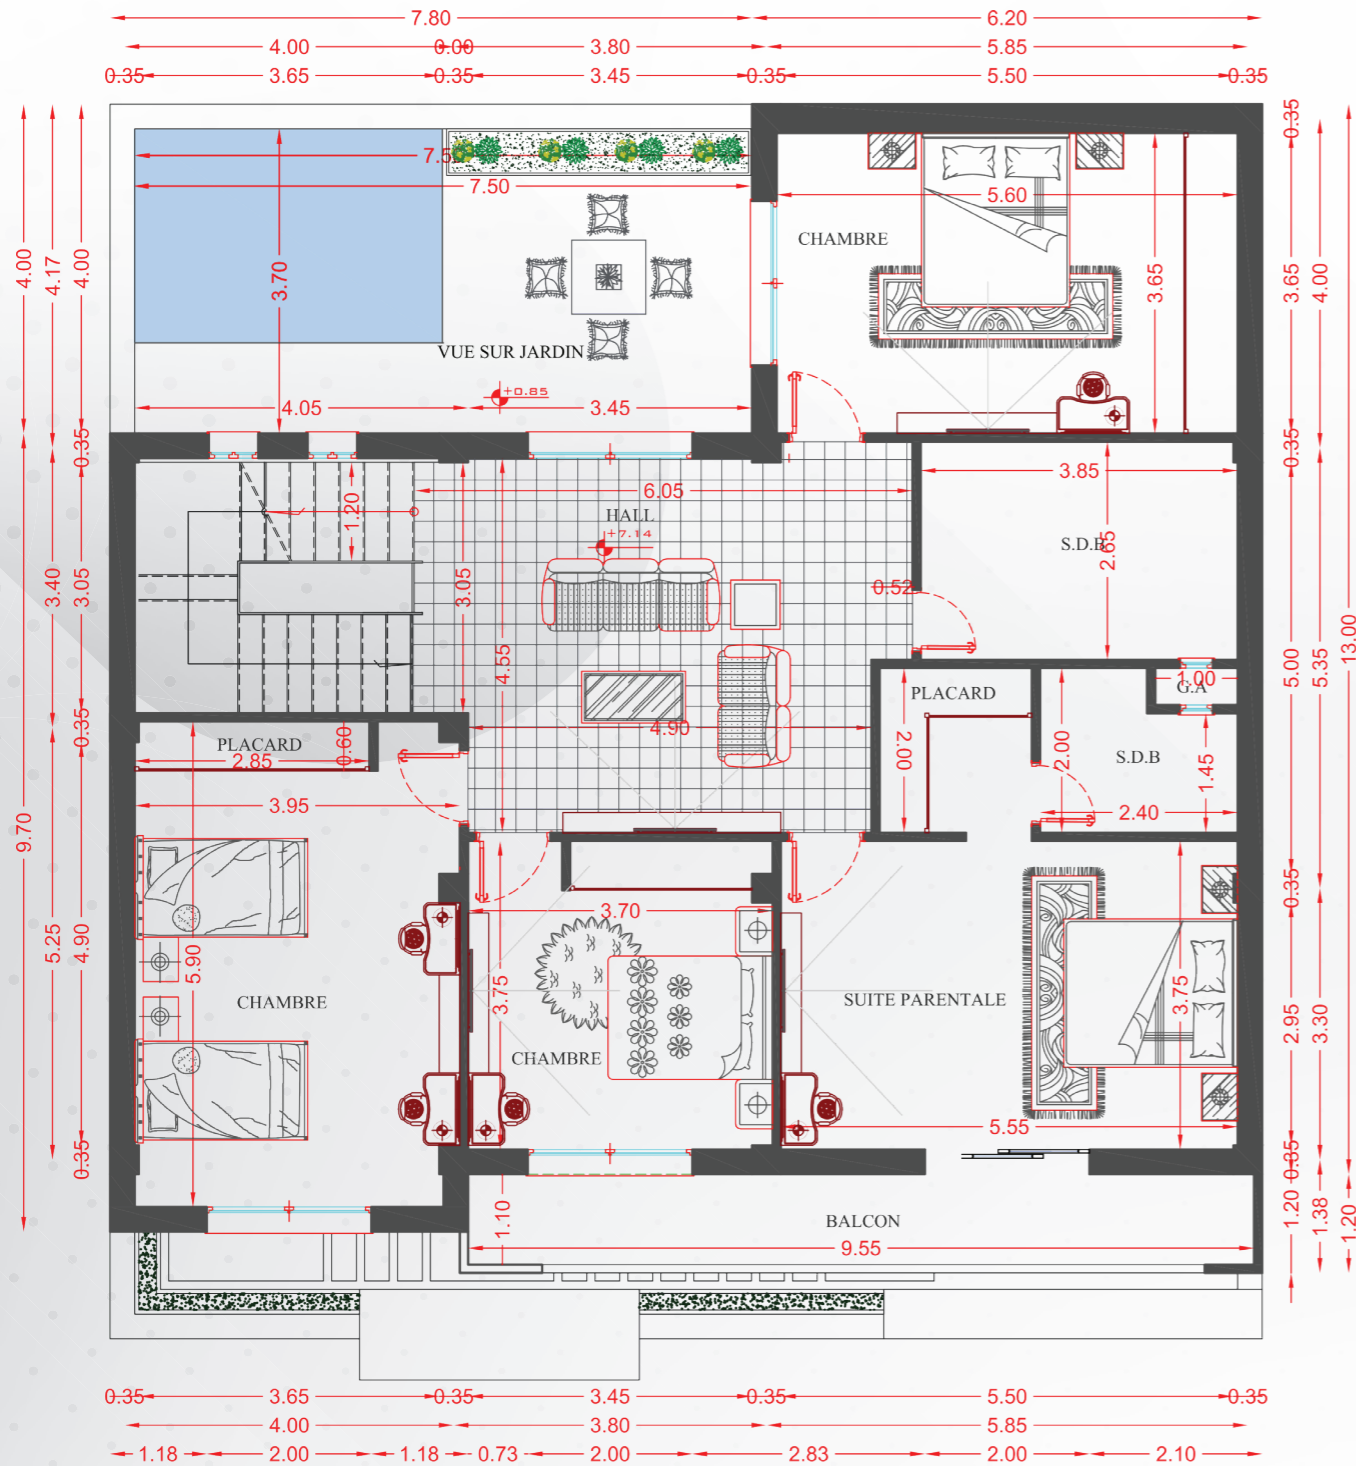 7.80 6.20
4.00 0.00 3.80 5.85
0.35 3.65 0.35 3.45 0.35 5.50 0.35
7.50
7.50
5.60
CHAMBRE
3.70
3.65
VUE SUR JARDIN
+0.85
4.05 3.45
4.00 4.17 4.00
0.35 3.65 4.00
0.35
0.35
13.00
6.05
3.85
HALL
+7.14
1.20
S.D.B
2.65
3.40 3.05
3.05
0.52
4.55
5.00 5.35
PLACARD
1.00
G.A
4.90
2.00
2.00
S.D.B
1.45
2.40
0.35
PLACARD
2.85
0.60
3.95
9.70
5.25 4.90
5.90
CHAMBRE
3.70
3.75
CHAMBRE
SUITE PARENTALE
3.75
5.55
0.35
2.95 3.30
0.35
0.35
1.10
BALCON
9.55
1.20 1.38 1.20
0.35 3.65 0.35 3.45 0.35 5.50 0.35
4.00 3.80 5.85
1.18 2.00 1.18 0.73 2.00 2.83 2.00 2.10